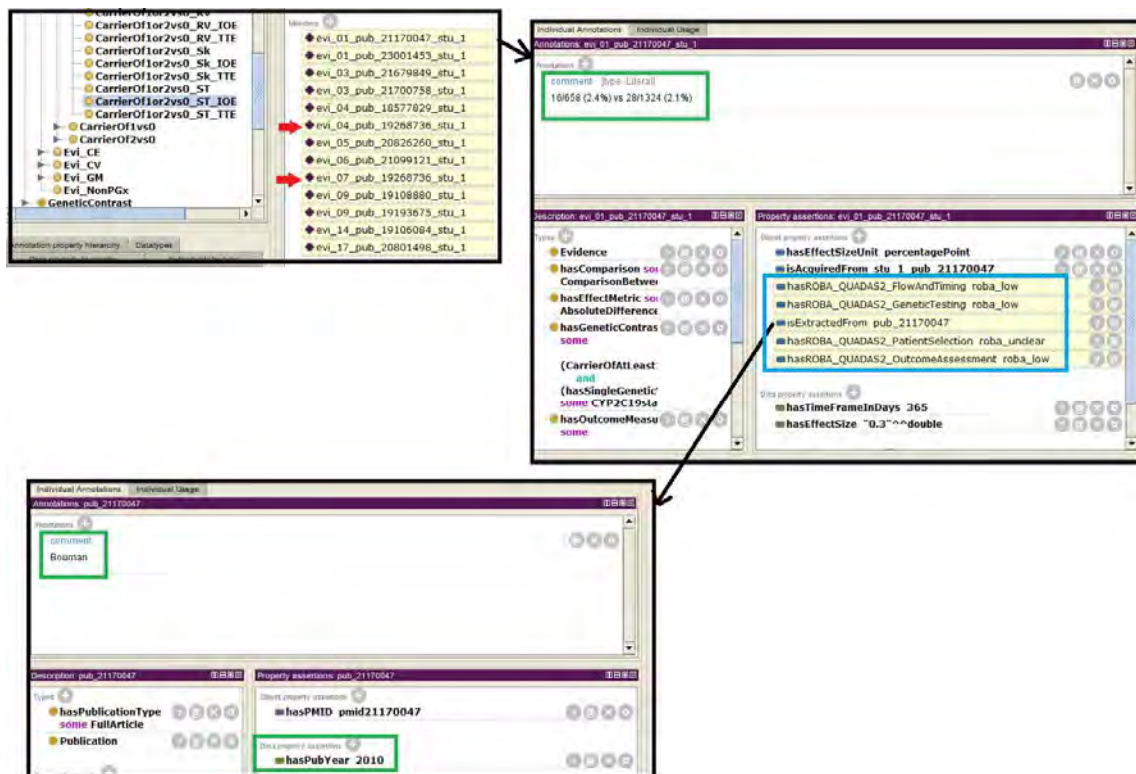 CarrierOf1or2vs0_RV
CarrierOf1or2vs0_RV_IOE
CarrierOf1or2vs0_RV_TTE
CarrierOf1or2vs0_Sk
CarrierOf1or2vs0_Sk_IOE
CarrierOf1or2vs0_Sk_TTE
CarrierOf1or2vs0_ST
CarrierOf1or2vs0_ST_IOE
CarrierOf1or2vs0_ST_TTE
CarrierOf1vs0
CarrierOf2vs0
Evi_CE
Evi_CV
Evi_GM
Evi_NonPGx
GeneticContrast
Annotation property hierarchy Datatypes
Members
evi_01_pub_21170047_stu_1
evi_01_pub_23001453_stu_1
evi_03_pub_21679849_stu_1
evi_03_pub_21700758_stu_1
evi_04_pub_18577829_stu_1
evi_04_pub_19268736_stu_1
evi_05_pub_20826260_stu_1
evi_06_pub_21099121_stu_1
evi_07_pub_19268736_stu_1
evi_09_pub_19108880_stu_1
evi_09_pub_19193675_stu_1
evi_14_pub_19106084_stu_1
evi_17_pub_20801498_stu_1
Individual Annotations Individual Usage
Annotations: evi_01_pub_21170047_stu_1
Annotations
comment [type: Literal]
16/658 (2.4%) vs 28/1324 (2.1%)
Description: evi_01_pub_21170047_stu_1
Types
Evidence
hasComparison som
ComparisonBetwee
hasEffectMetric som
AbsoluteDifference
hasGeneticContras
some
(CarrierOfAtLeast
and
(hasSingleGenetic
some CYP2C19sta
hasOutcomeMeasu
some
Property assertions: evi_01_pub_21170047_stu_1
Object property assertions
hasEffectSizeUnit percentagePoint
isAcquiredFrom stu_1_pub_21170047
hasROBA_QUADAS2_FlowAndTiming roba_low
hasROBA_QUADAS2_GeneticTesting roba_low
isExtractedFrom pub_21170047
hasROBA_QUADAS2_PatientSelection roba_unclear
hasROBA_QUADAS2_OutcomeAssessment roba_low
Data property assertions
hasTimeFrameInDays 365
hasEffectSize "0.3"^^double
Individual Annotations Individual Usage
Annotations: pub_21170047
Annotations
comment
Bouman
Description: pub_21170047
Types
hasPublicationType
some FullArticle
Publication
Property assertions: pub_21170047
Object property assertions
hasPMID pmid21170047
Data property assertions
hasPubYear 2010